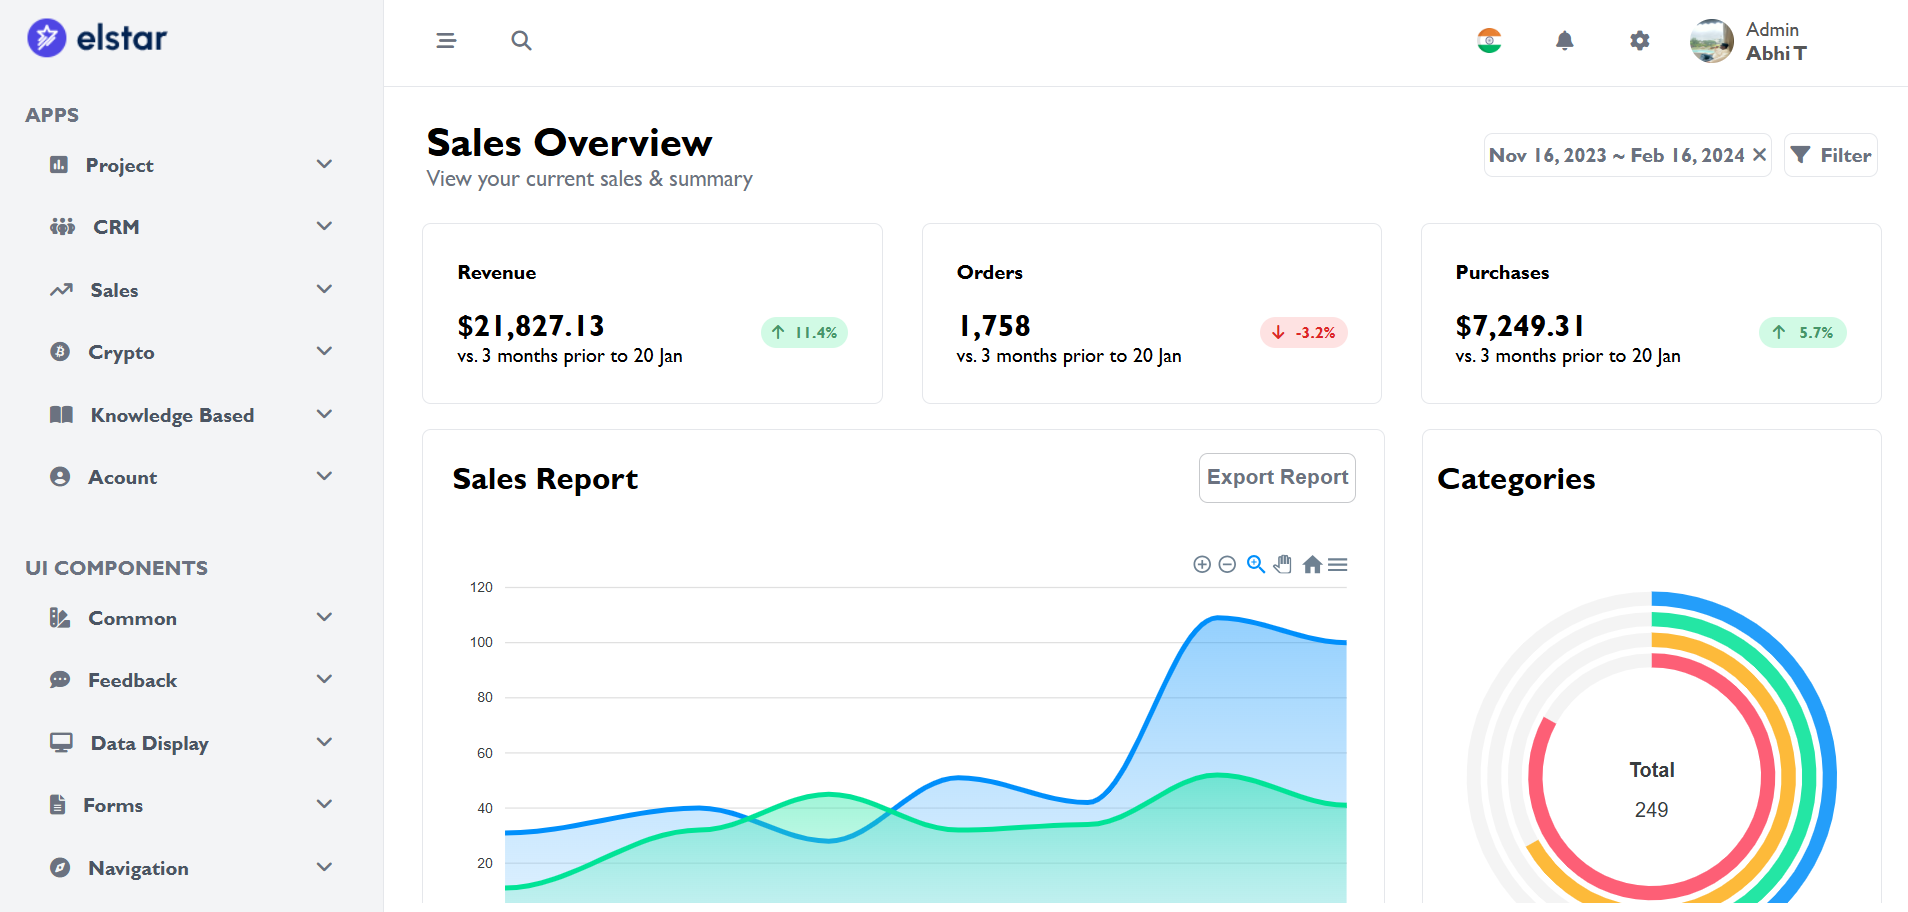 elstar
Admin
Abhi T
APPS
Project
CRM
Sales
Crypto
Knowledge Based
Acount
UI COMPONENTS
Common
Feedback
Data Display
Forms
Navigation
Sales Overview
View your current sales & summary
Nov 16, 2023 ~ Feb 16, 2024
Filter
Revenue
$21,827.13
11.4%
vs. 3 months prior to 20 Jan
Orders
1,758
-3.2%
vs. 3 months prior to 20 Jan
Purchases
$7,249.31
5.7%
vs. 3 months prior to 20 Jan
Sales Report
Export Report
120
100
80
60
40
20
Categories
Total
249